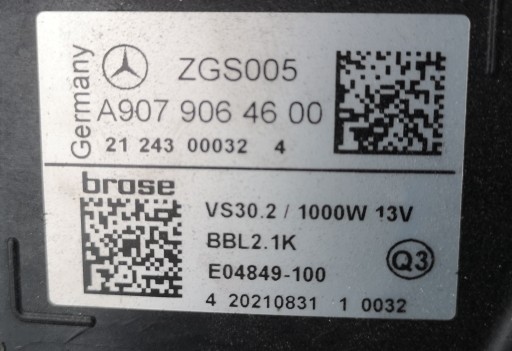 Germany
ZGS005
A907 906 46 00
21 243 00032 4
brose
VS30.2 / 1000W 13V
BBL2.1K
E04849-100
Q3
4 20210831 1 0032